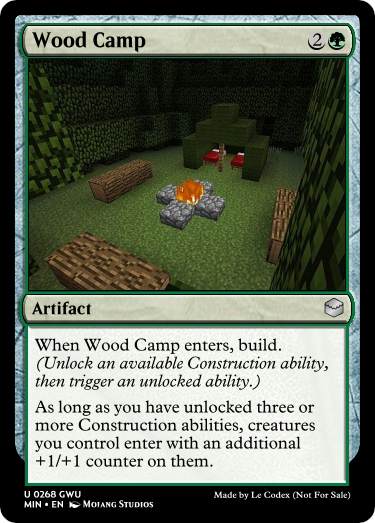 Wood Camp 2
Artifact
When Wood Camp enters, build.
(Unlock an available Construction ability,
then trigger an unlocked ability.)
As long as you have unlocked three or
more Construction abilities, creatures
you control enter with an additional
+1/+1 counter on them.
U 0268 GWU
Made by Le Codex (Not For Sale)
MIN • EN Mojang Studios